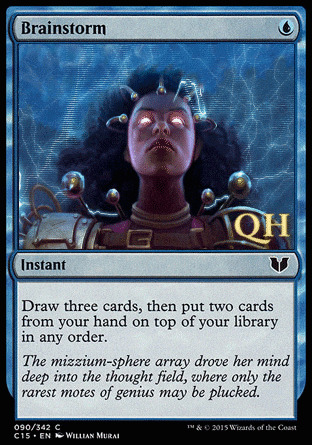 Brainstorm
QH
Instant
Draw three cards, then put two cards
from your hand on top of your library
in any order.
The mizzium-sphere array drove her mind
deep into the thought field, where only the
rarest motes of genius may be plucked.
090/342 C
C15 • EN Willian Murai
™ & © 2015 Wizards of the Coast